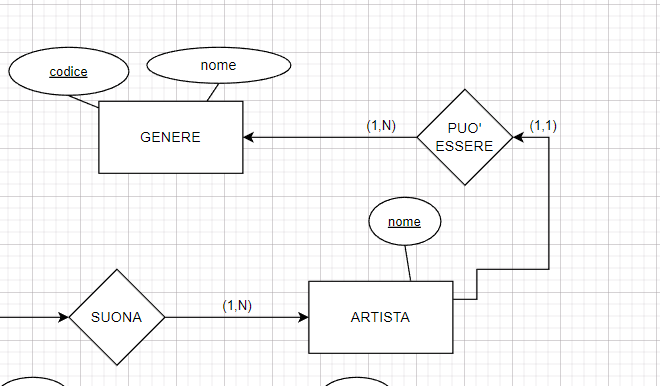 codice
nome
GENERE
(1,N)
PUO'
ESSERE
(1,1)
nome
SUONA
(1,N)
ARTISTA